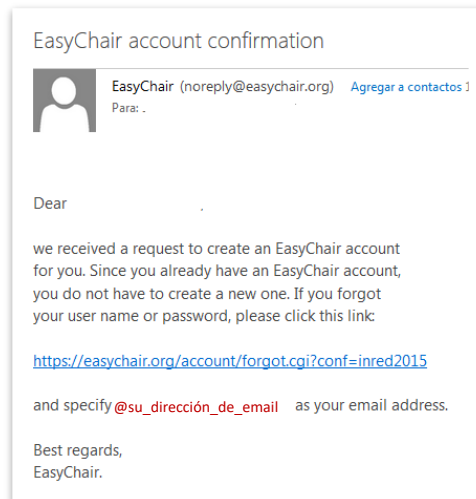 EasyChair account confirmation
EasyChair (noreply@easychair.org) Agregar a contactos 1
Para:
Dear
we received a request to create an EasyChair account
for you. Since you already have an EasyChair account,
you do not have to create a new one. If you forgot
your user name or password, please click this link:
https://easychair.org/account/forgot.cgi?conf=inred2015
and specify @su_dirección_de_email as your email address.
Best regards,
EasyChair.